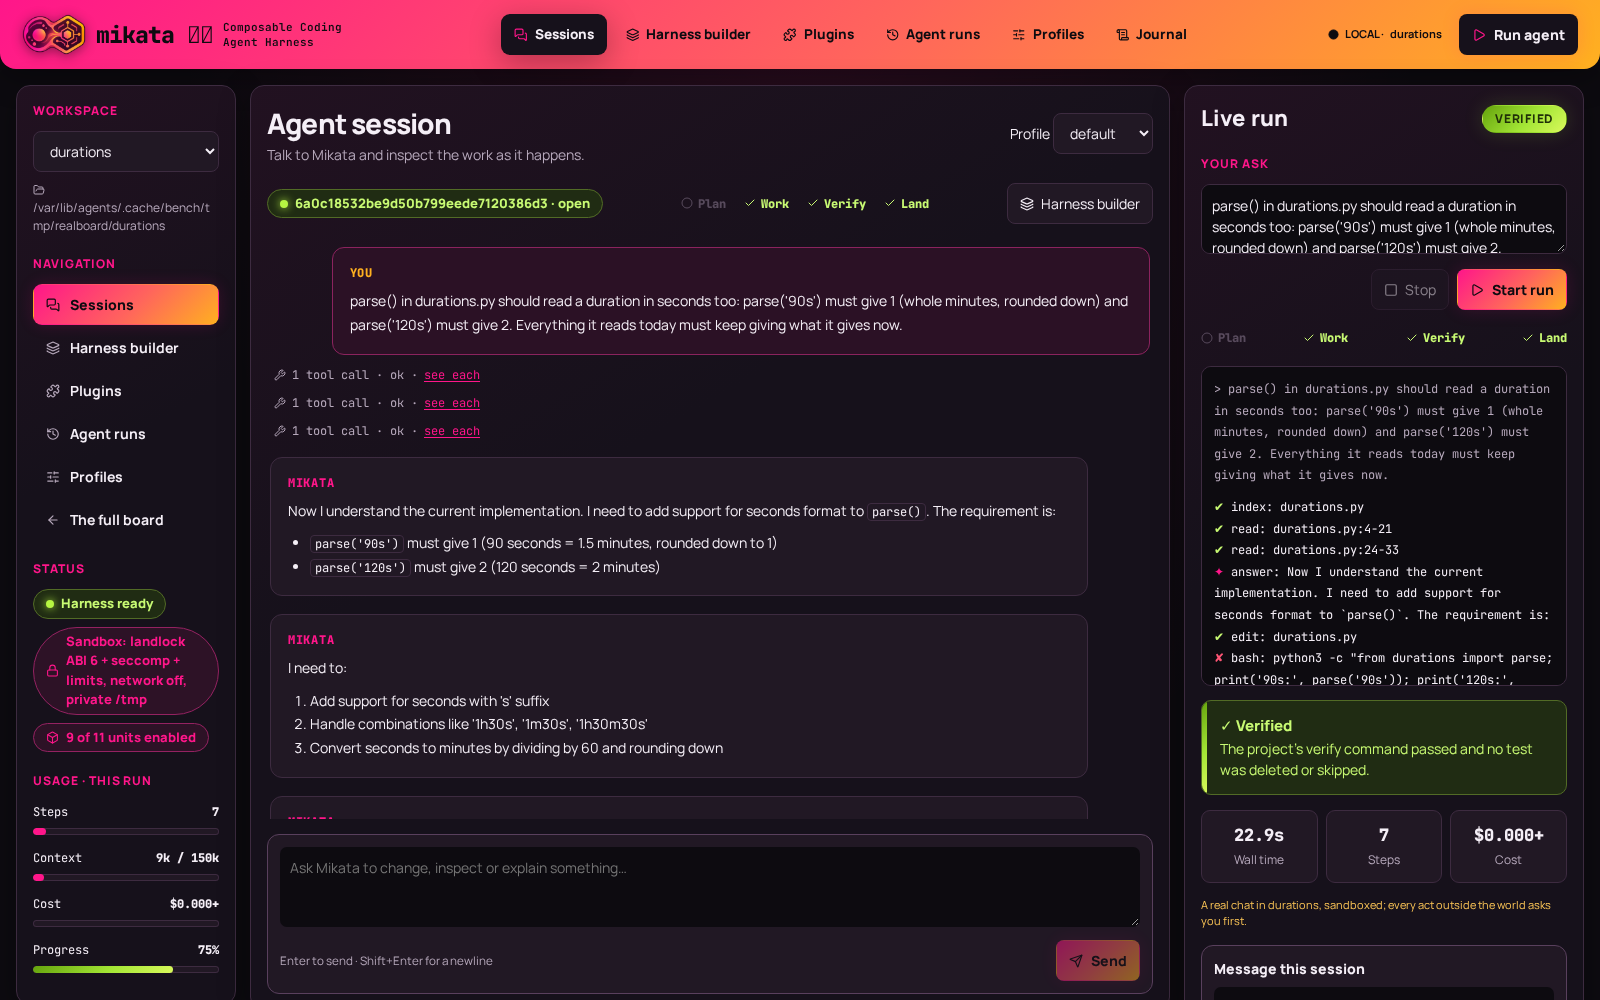 mikata
Composable Coding
Agent Harness
Sessions
Harness builder
Plugins
Agent runs
Profiles
Journal
LOCAL · durations
Run agent
WORKSPACE
durations
/var/lib/agents/.cache/bench/t
mp/realboard/durations
NAVIGATION
Sessions
Harness builder
Plugins
Agent runs
Profiles
The full board
STATUS
Harness ready
Sandbox: landlock
ABI 6 + seccomp +
limits, network off,
private /tmp
9 of 11 units enabled
USAGE · THIS RUN
Steps 7
Context 9k / 150k
Cost $0.000+
Progress 75%
Agent session
Talk to Mikata and inspect the work as it happens.
Profile default
6a0c18532be9d50b799eede7120386d3 · open
Plan Work Verify Land
Harness builder
YOU
parse() in durations.py should read a duration in seconds too: parse('90s') must give 1 (whole minutes, rounded down) and
parse('120s') must give 2. Everything it reads today must keep giving what it gives now.
1 tool call · ok · see each
1 tool call · ok · see each
1 tool call · ok · see each
MIKATA
Now I understand the current implementation. I need to add support for seconds format to parse(). The requirement is:
• parse('90s') must give 1 (90 seconds = 1.5 minutes, rounded down to 1)
• parse('120s') must give 2 (120 seconds = 2 minutes)
MIKATA
I need to:
1. Add support for seconds with 's' suffix
2. Handle combinations like '1h30s', '1m30s', '1h30m30s'
3. Convert seconds to minutes by dividing by 60 and rounding down
MIKATA
Ask Mikata to change, inspect or explain something…
Enter to send · Shift+Enter for a newline
Send
Live run
VERIFIED
YOUR ASK
parse() in durations.py should read a duration in
seconds too: parse('90s') must give 1 (whole minutes,
rounded down) and parse('120s') must give 2.
Stop
Start run
Plan Work Verify Land
> parse() in durations.py should read a duration
in seconds too: parse('90s') must give 1 (whole
minutes, rounded down) and parse('120s') must
give 2. Everything it reads today must keep
giving what it gives now.
✔ index: durations.py
✔ read: durations.py:4-21
✔ read: durations.py:24-33
✦ answer: Now I understand the current
implementation. I need to add support for
seconds format to `parse()`. The requirement is:
✔ edit: durations.py
✘ bash: python3 -c "from durations import parse;
print('90s:', parse('90s')); print('120s:',
✓ Verified
The project's verify command passed and no test
was deleted or skipped.
22.9s
Wall time
7
Steps
$0.000+
Cost
A real chat in durations, sandboxed; every act outside the world asks
you first.
Message this session